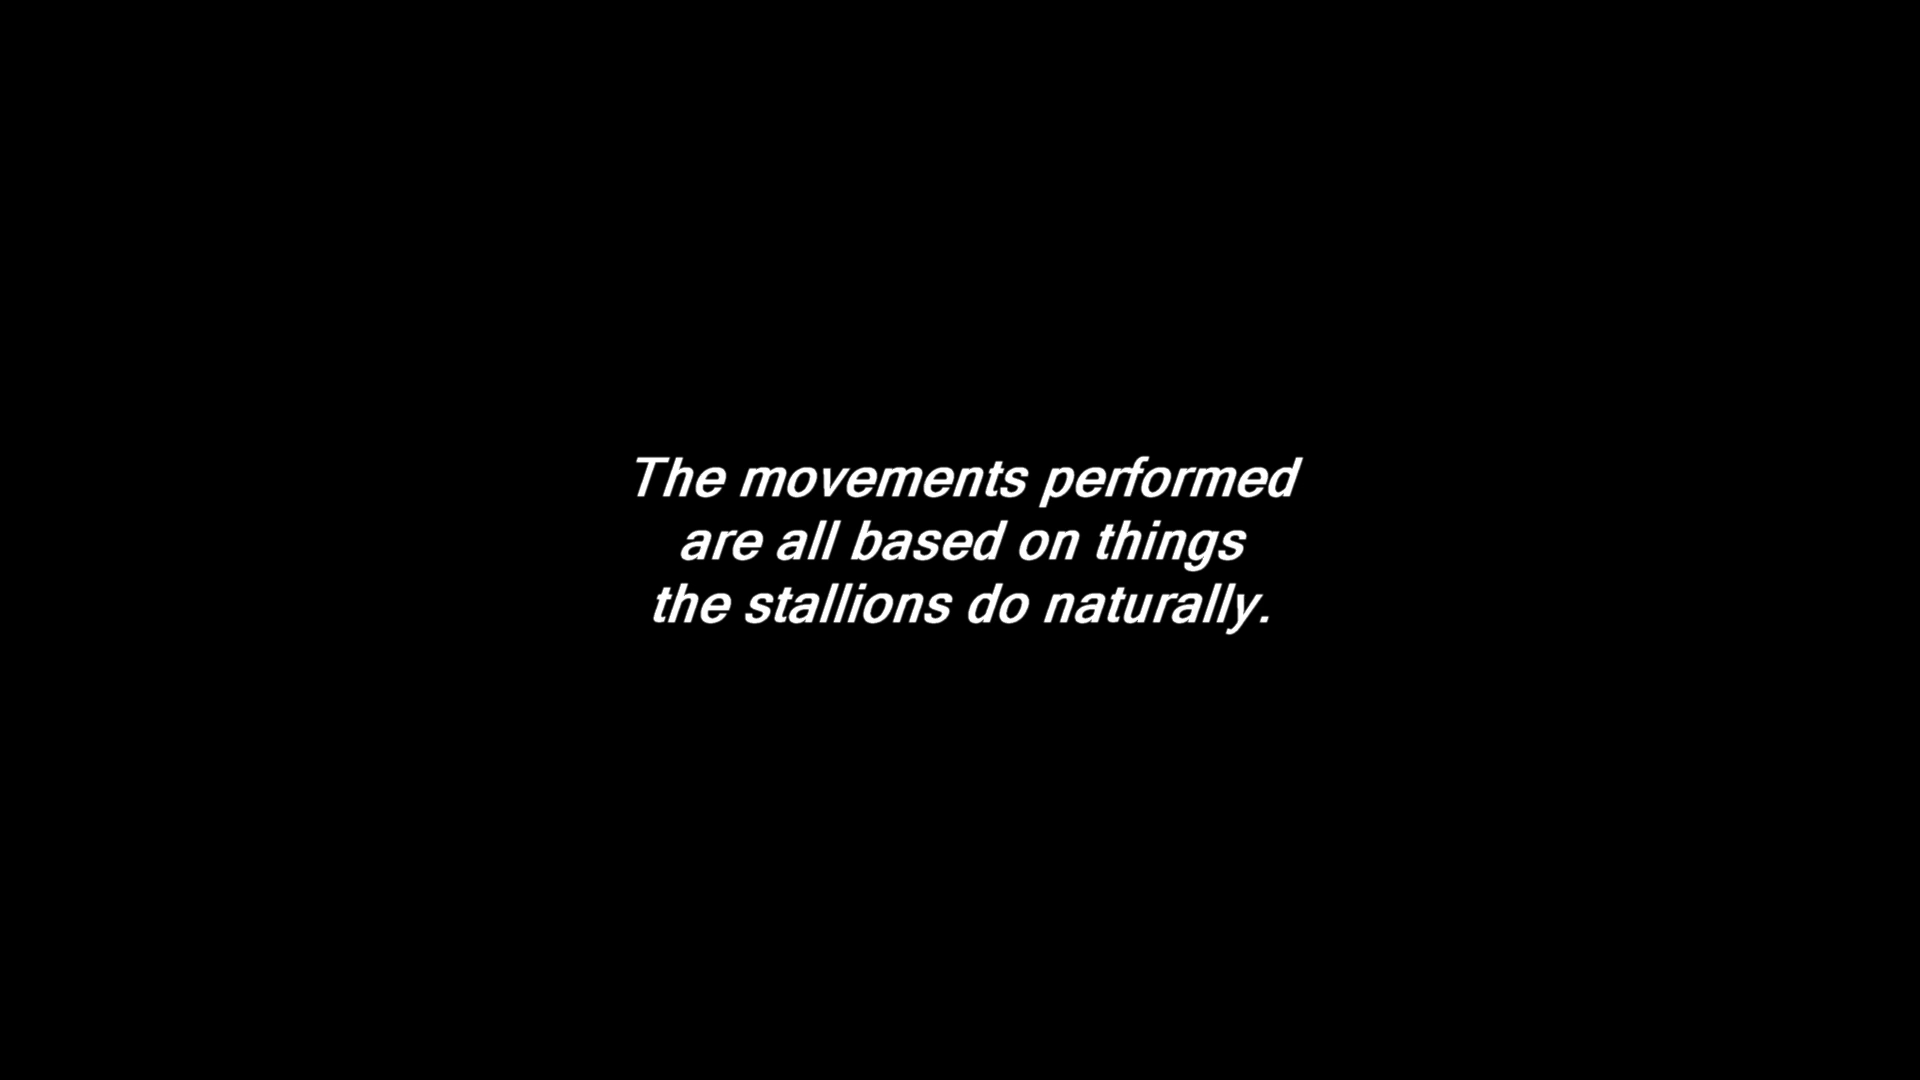 The movements performed
are all based on things
the stallions do naturally.